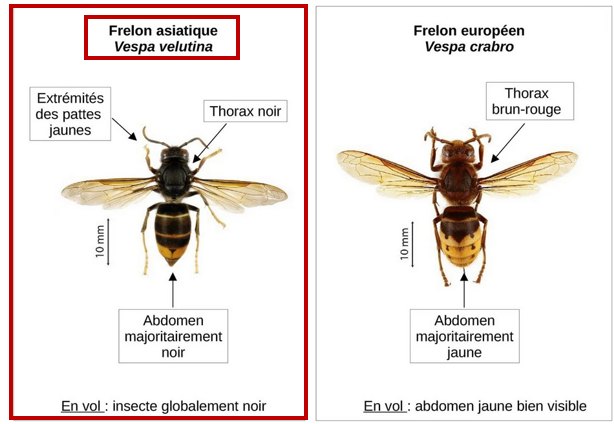 Frelon asiatique
Vespa velutina
Extrémités
des pattes
jaunes
Thorax noir
10 mm
Abdomen
majoritairement
noir
En vol : insecte globalement noir
Frelon européen
Vespa crabro
Thorax
brun-rouge
10 mm
Abdomen
majoritairement
jaune
En vol : abdomen jaune bien visible